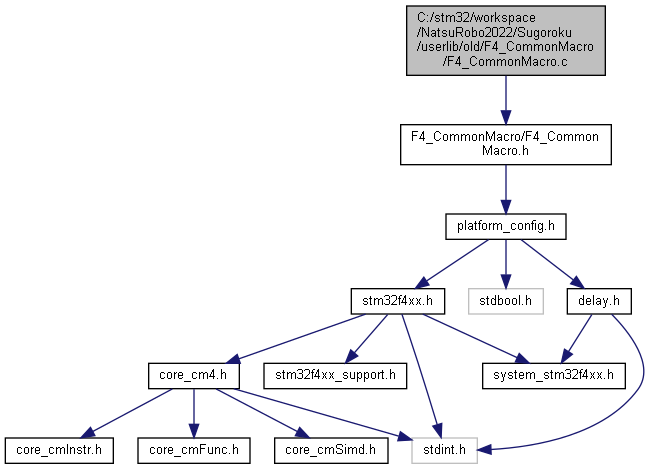 C:/stm32/workspace
/NatsuRobo2022/Sugoroku
/userlib/old/F4_CommonMacro
/F4_CommonMacro.c
F4_CommonMacro/F4_Common
Macro.h
platform_config.h
stm32f4xx.h
stdbool.h
delay.h
core_cm4.h
stm32f4xx_support.h
system_stm32f4xx.h
core_cmInstr.h
core_cmFunc.h
core_cmSimd.h
stdint.h